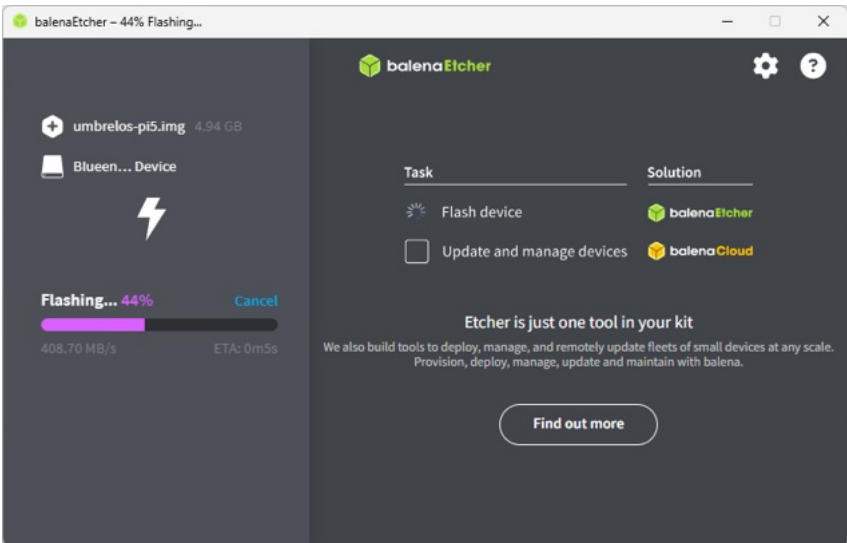 balenaEtcher – 44% Flashing...
balenaEtcher
umbrelos-pi5.img 4.94 GB
Blueen... Device
Flashing... 44% Cancel
408.70 MB/s ETA: 0m5s
Task Solution
Flash device balenaEtcher
Update and manage devices balenaCloud
Etcher is just one tool in your kit
We also build tools to deploy, manage, and remotely update fleets of small devices at any scale.
Provision, deploy, manage, update and maintain with balena.
Find out more